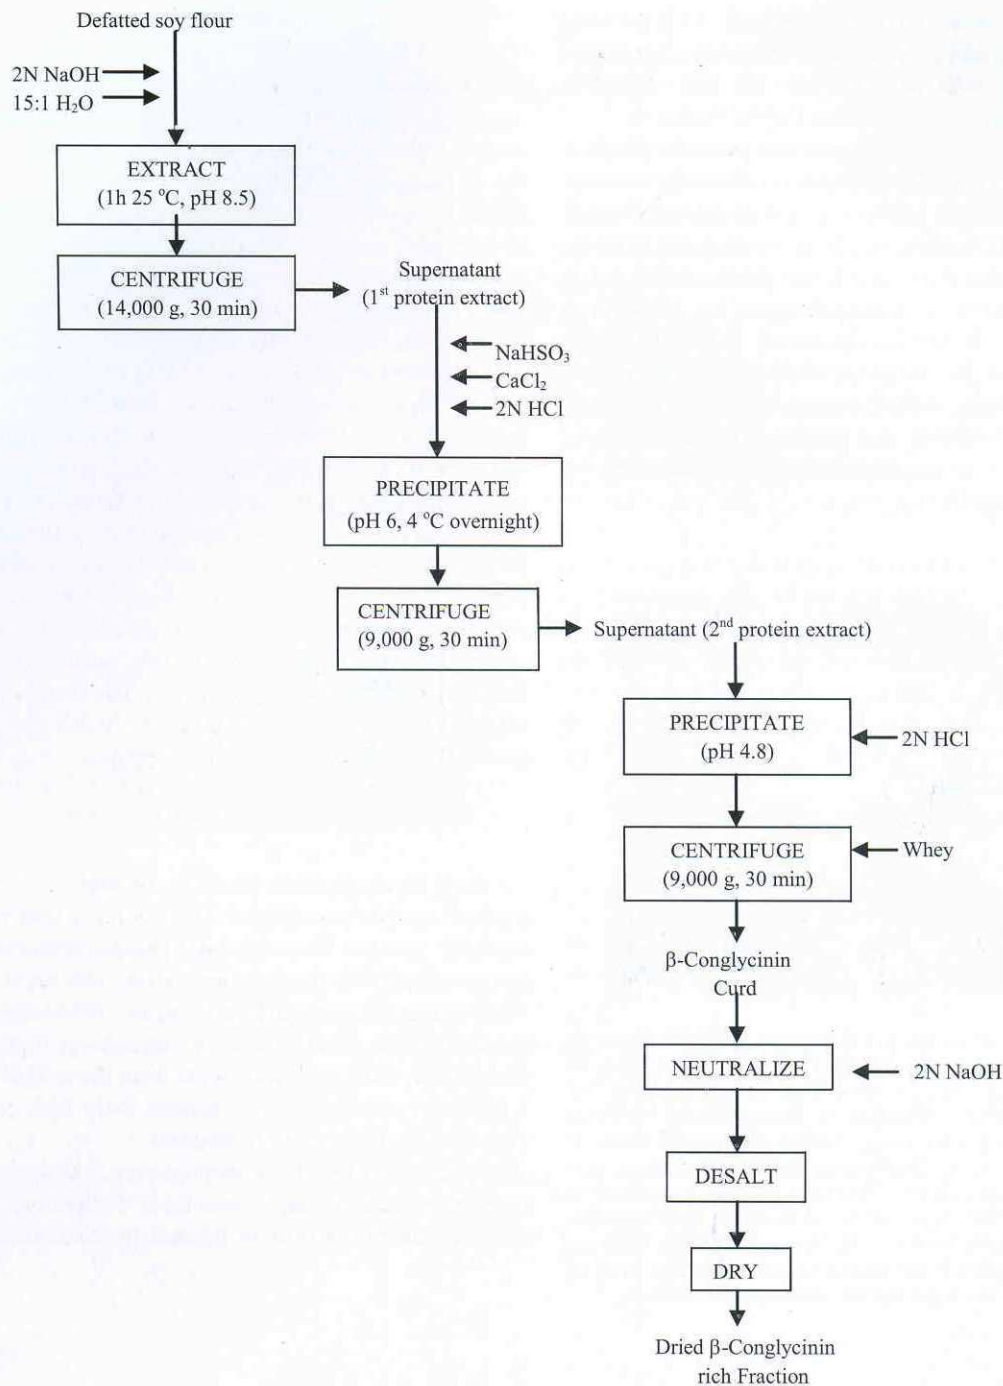 Defatted soy flour
2N NaOH
15:1 H₂O
EXTRACT
(1h 25 °C, pH 8.5)
CENTRIFUGE
(14,000 g, 30 min)
Supernatant
(1ˢᵗ protein extract)
NaHSO₃
CaCl₂
2N HCl
PRECIPITATE
(pH 6, 4 °C overnight)
CENTRIFUGE
(9,000 g, 30 min)
Supernatant (2ⁿᵈ protein extract)
PRECIPITATE
(pH 4.8)
2N HCl
CENTRIFUGE
(9,000 g, 30 min)
Whey
β-Conglycinin
Curd
NEUTRALIZE
2N NaOH
DESALT
DRY
Dried β-Conglycinin
rich Fraction